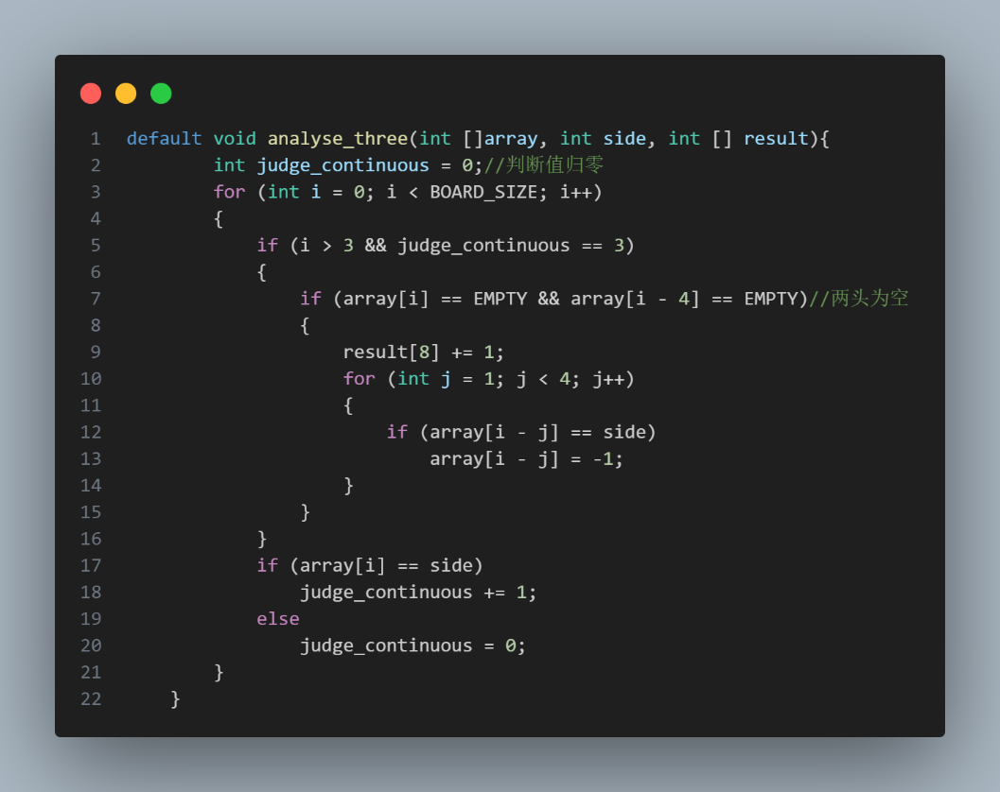 1 default void analyse_three(int []array, int side, int [] result){
2 int judge_continuous = 0;//判断值归零
3 for (int i = 0; i < BOARD_SIZE; i++)
4 {
5 if (i > 3 && judge_continuous == 3)
6 {
7 if (array[i] == EMPTY && array[i - 4] == EMPTY)//两头为空
8 {
9 result[8] += 1;
10 for (int j = 1; j < 4; j++)
11 {
12 if (array[i - j] == side)
13 array[i - j] = -1;
14 }
15 }
16 }
17 if (array[i] == side)
18 judge_continuous += 1;
19 else
20 judge_continuous = 0;
21 }
22 }